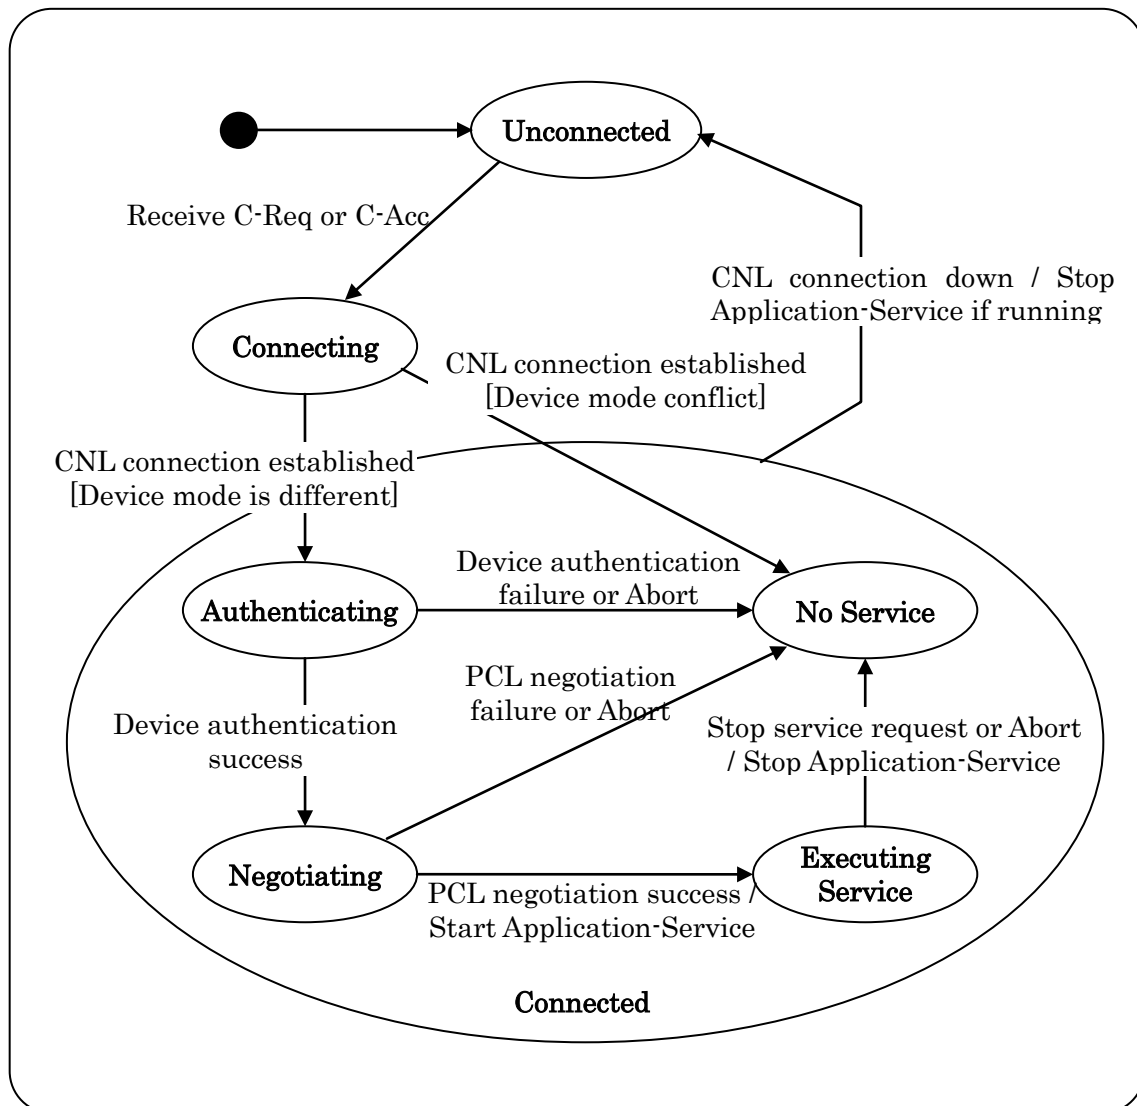 Unconnected
Receive C-Req or C-Acc
CNL connection down / Stop
Application-Service if running
Connecting
CNL connection established
[Device mode conflict]
CNL connection established
[Device mode is different]
Device authentication
failure or Abort
Authenticating
No Service
PCL negotiation
failure or Abort
Device authentication
success
Stop service request or Abort
/ Stop Application-Service
Negotiating
Executing
Service
PCL negotiation success /
Start Application-Service
Connected